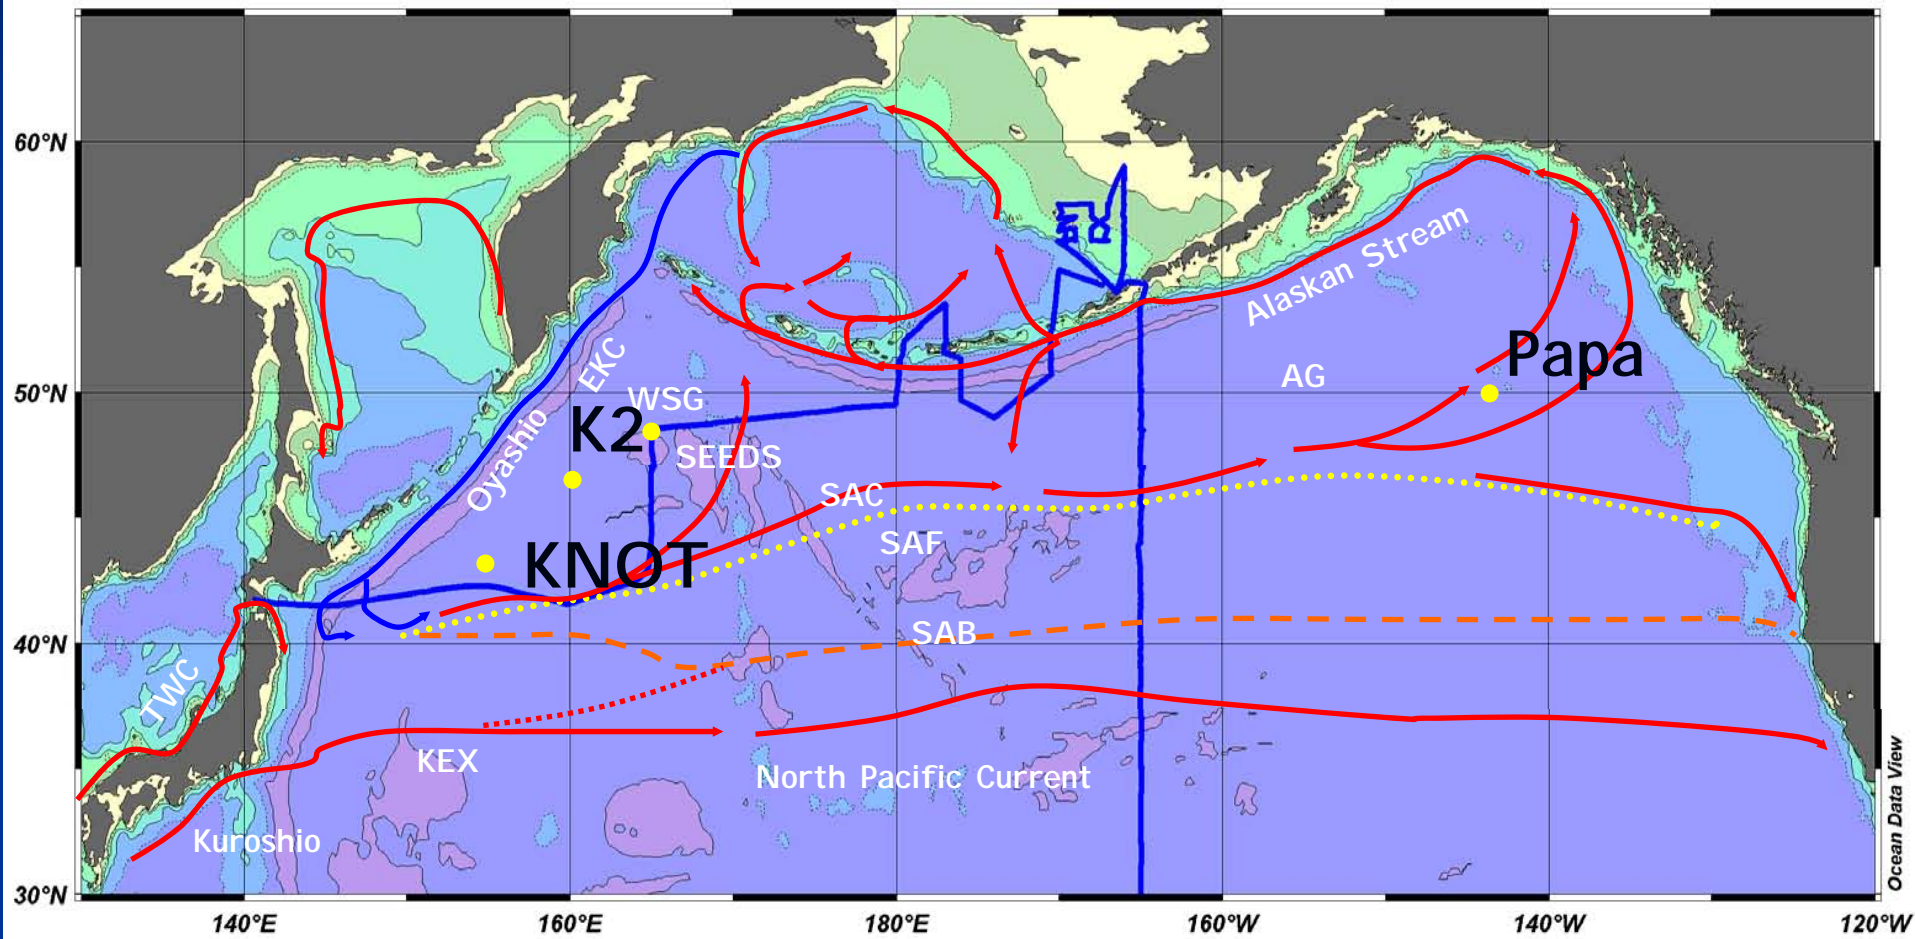 60°N
50°N
40°N
30°N
140°E
160°E
180°E
160°W
140°W
120°W
Alaskan Stream
Papa
AG
EKC
WSG
K2
SEEDS
Oyashio
SAC
SAF
KNOT
SAB
TWC
KEX
North Pacific Current
Kuroshio
Ocean Data View